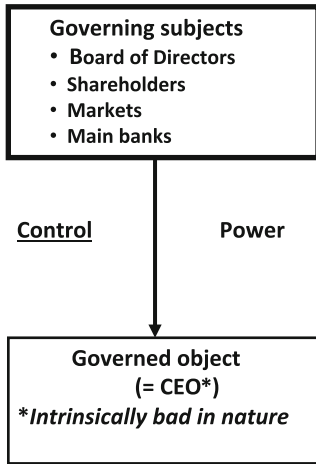 Governing subjects
• Board of Directors
• Shareholders
• Markets
• Main banks
Control Power
Governed object
(= CEO*)
*Intrinsically bad in nature